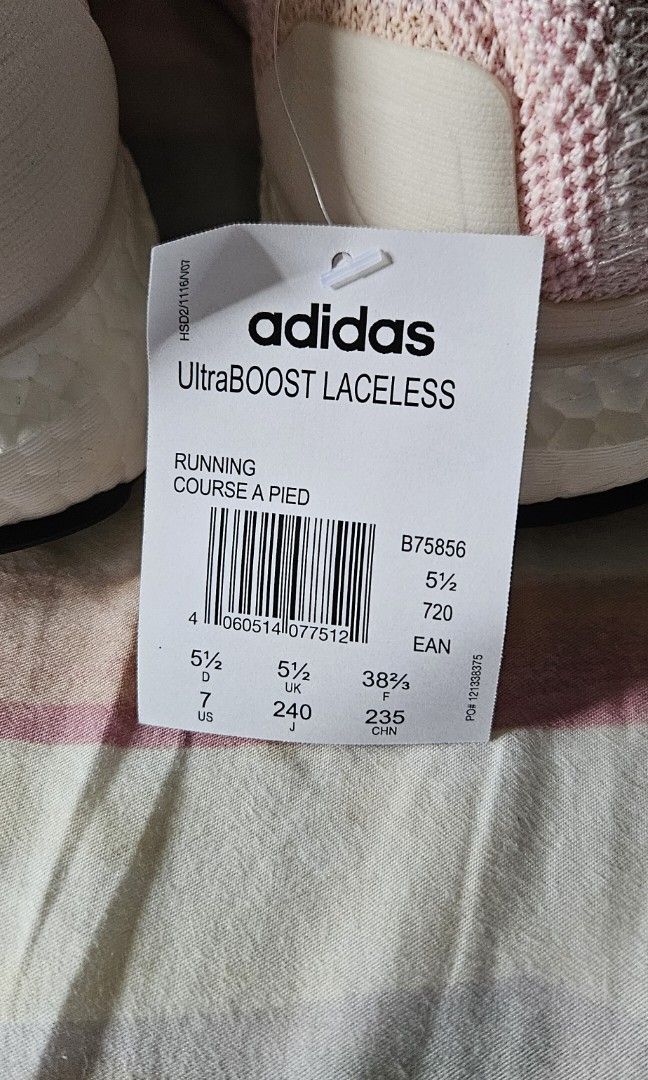 HSD2/1116/N07
adidas
UltraBOOST LACELESS
RUNNING
COURSE A PIED
B75856
5½
720
EAN
4 060514 077512
5½ 5½ 38⅔
D UK F
7 240 235
US J CHN
PO# 121338375